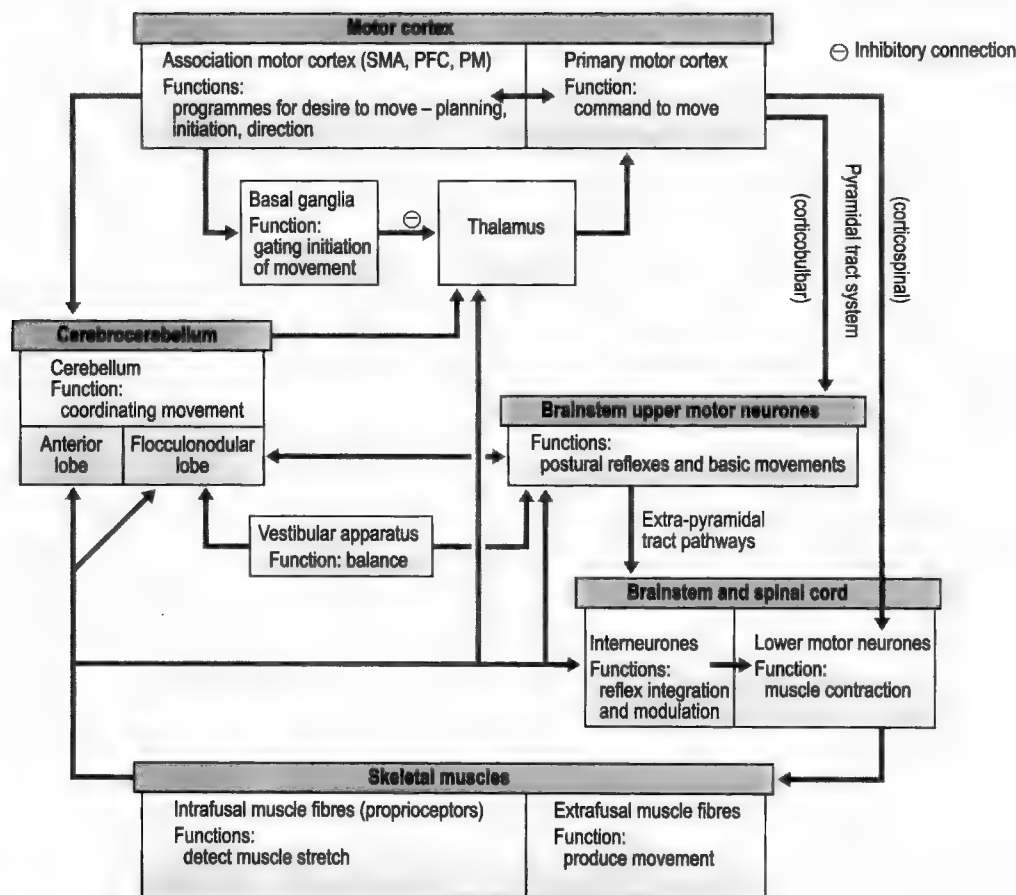 Motor cortex
Association motor cortex (SMA, PFC, PM)
Functions:
programmes for desire to move – planning,
initiation, direction
Primary motor cortex
Function:
command to move
⊖ Inhibitory connection
Basal ganglia
Function:
gating initiation
of movement
⊖
Thalamus
(corticobulbar)
Pyramidal tract system
(corticospinal)
Cerebrocerebellum
Cerebellum
Function:
coordinating movement
Anterior
lobe
Flocculonodular
lobe
Brainstem upper motor neurones
Functions:
postural reflexes and basic movements
Vestibular apparatus
Function: balance
Extra-pyramidal
tract pathways
Brainstem and spinal cord
Interneurones
Functions:
reflex integration
and modulation
Lower motor neurones
Function:
muscle contraction
Skeletal muscles
Intrafusal muscle fibres (proprioceptors)
Functions:
detect muscle stretch
Extrafusal muscle fibres
Function:
produce movement